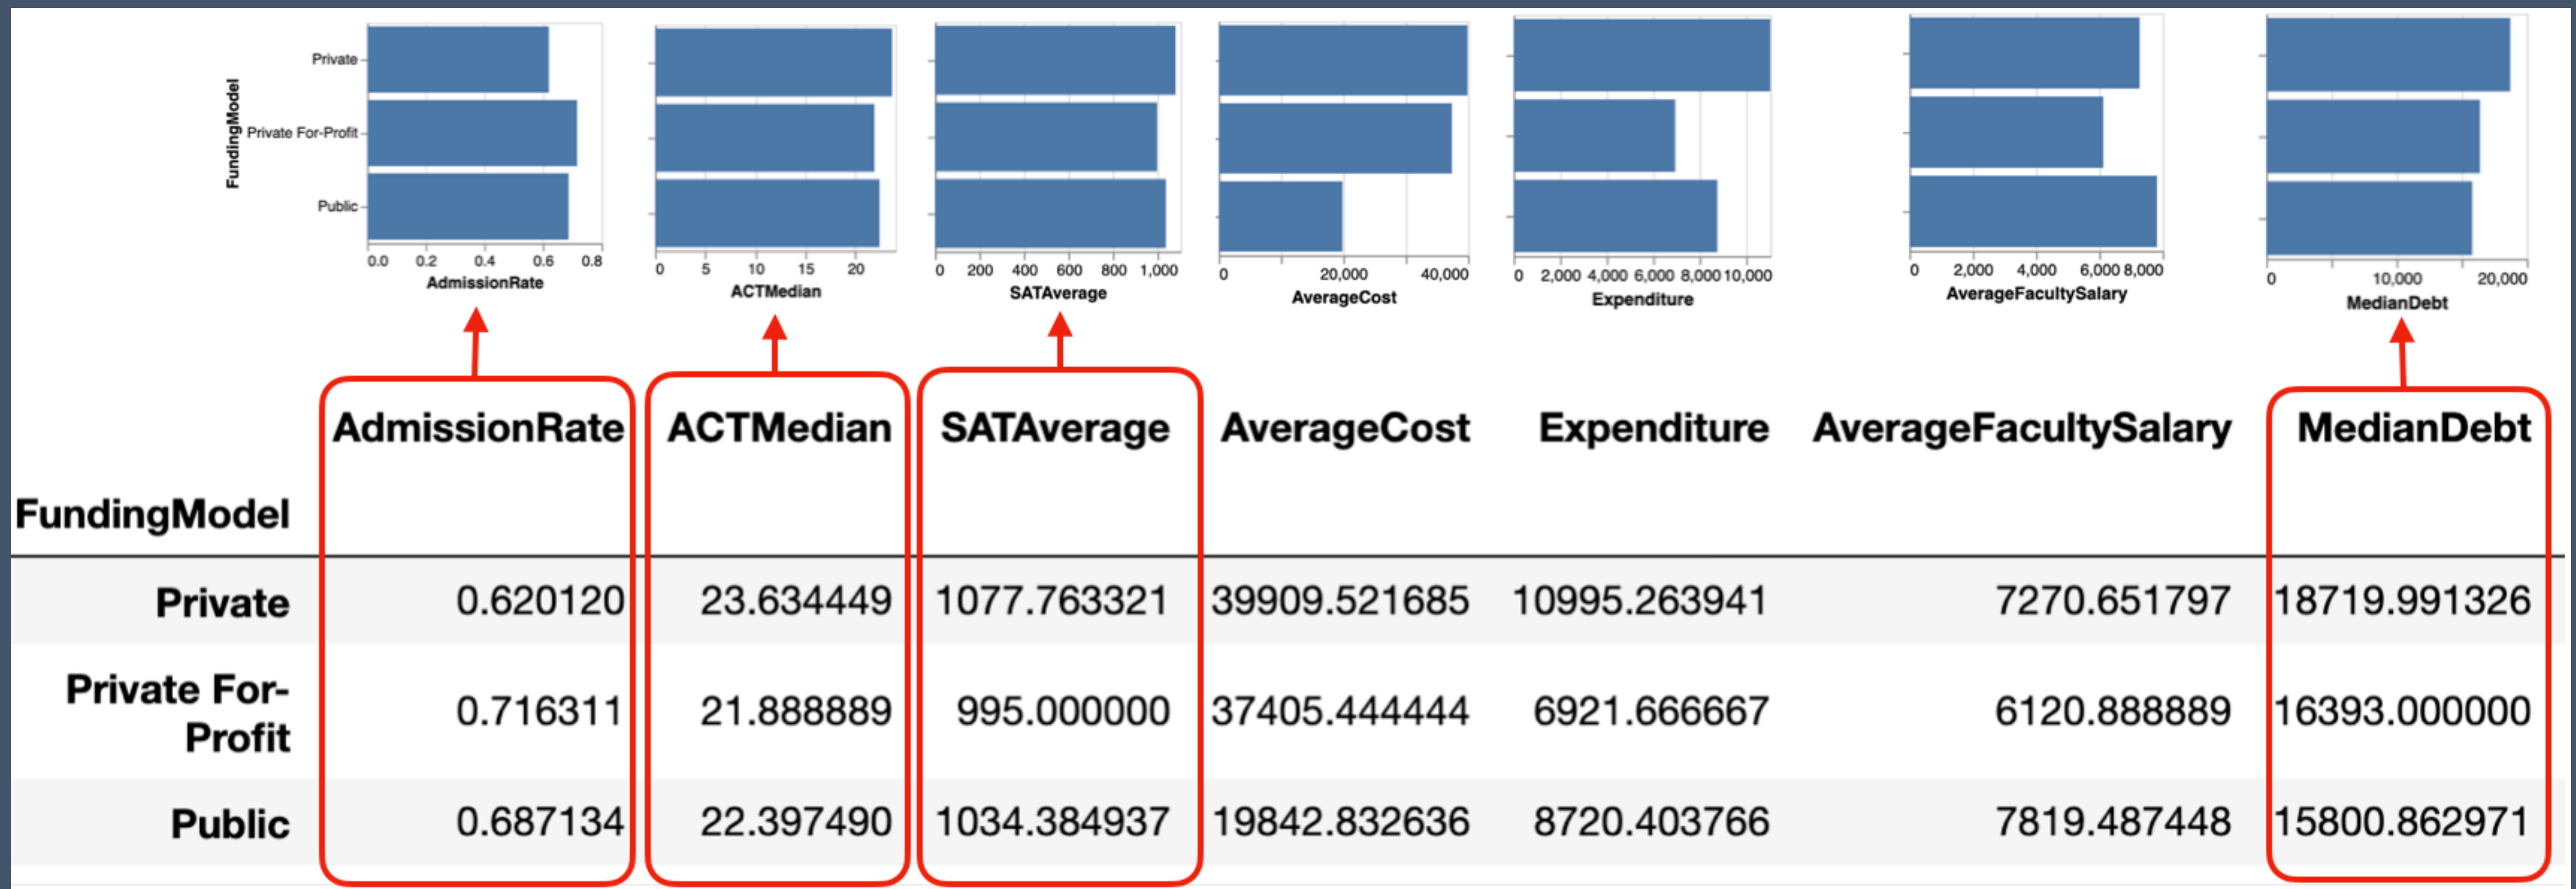 FundingModel
Private
Private For-Profit
Public
0.0 0.2 0.4 0.6 0.8
AdmissionRate
0 5 10 15 20
ACTMedian
0 200 400 600 800 1,000
SATAverage
0 20,000 40,000
AverageCost
0 2,000 4,000 6,000 8,000 10,000
Expenditure
0 2,000 4,000 6,000 8,000
AverageFacultySalary
0 10,000 20,000
MedianDebt
AdmissionRate ACTMedian SATAverage AverageCost Expenditure AverageFacultySalary MedianDebt
FundingModel
Private 0.620120 23.634449 1077.763321 39909.521685 10995.263941 7270.651797 18719.991326
Private For-
Profit 0.716311 21.888889 995.000000 37405.444444 6921.666667 6120.888889 16393.000000
Public 0.687134 22.397490 1034.384937 19842.832636 8720.403766 7819.487448 15800.862971